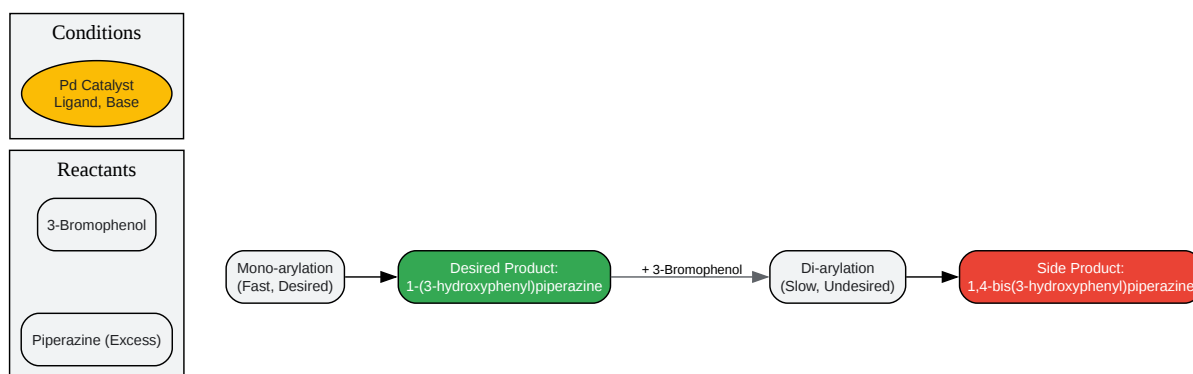 Conditions
Pd Catalyst
Ligand, Base
Reactants
3-Bromophenol
Piperazine (Excess)
Mono-arylation
(Fast, Desired)
Desired Product:
1-(3-hydroxyphenyl)piperazine
+ 3-Bromophenol
Di-arylation
(Slow, Undesired)
Side Product:
1,4-bis(3-hydroxyphenyl)piperazine